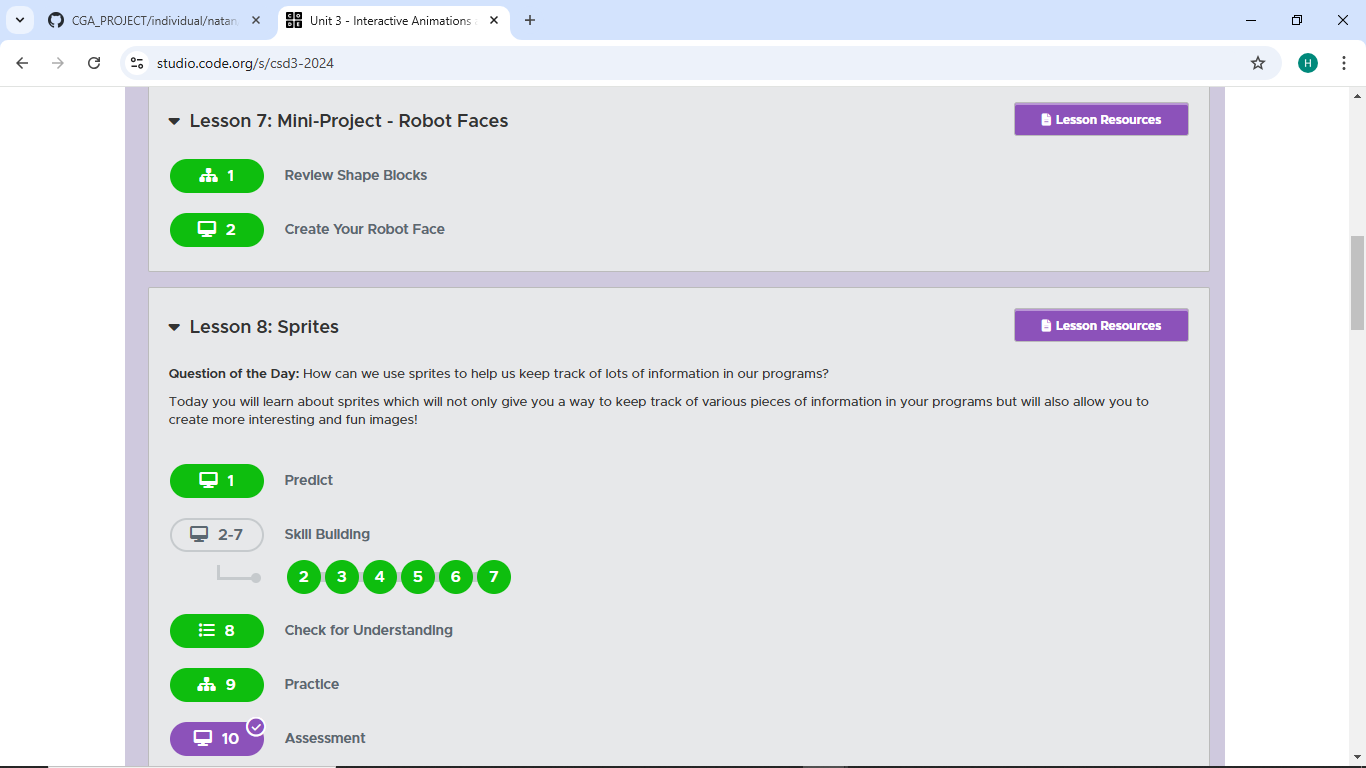 CGA_PROJECT/individual/natan
Unit 3 - Interactive Animations a
studio.code.org/s/csd3-2024
H
Lesson 7: Mini-Project - Robot Faces
Lesson Resources
1 Review Shape Blocks
2 Create Your Robot Face
Lesson 8: Sprites
Lesson Resources
Question of the Day: How can we use sprites to help us keep track of lots of information in our programs?
Today you will learn about sprites which will not only give you a way to keep track of various pieces of information in your programs but will also allow you to
create more interesting and fun images!
1 Predict
2-7 Skill Building
2 3 4 5 6 7
8 Check for Understanding
9 Practice
10 Assessment